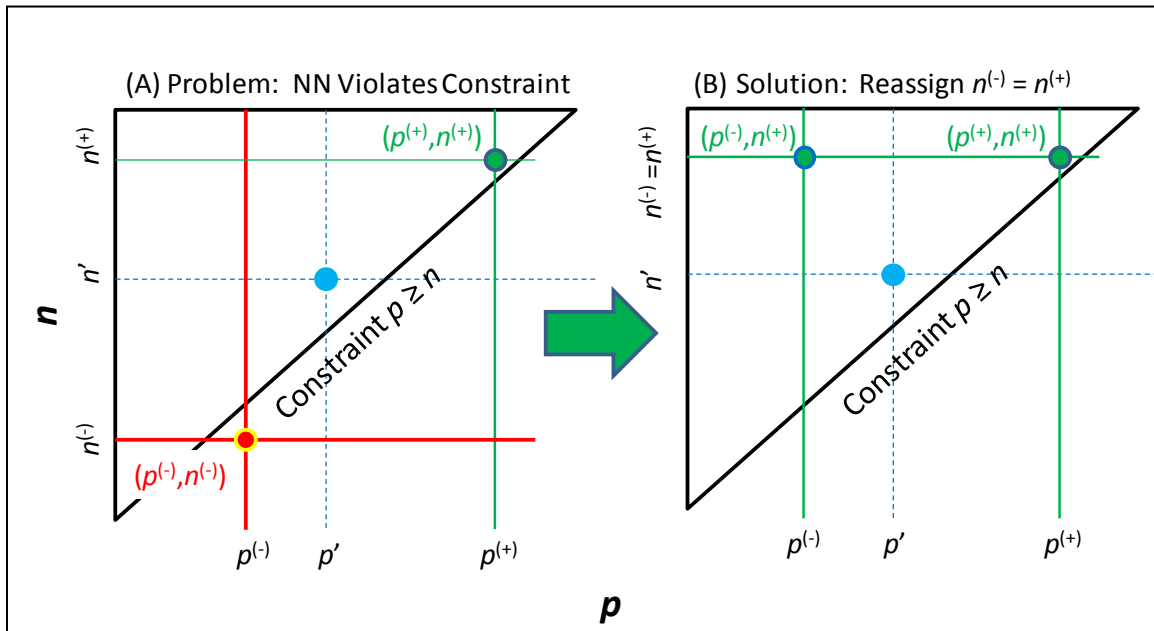 (A) Problem: NN Violates Constraint
(B) Solution: Reassign n(-) = n(+)
n(+)
(p(+),n(+))
n'
Constraint p ≥ n
n(-)
(p(-),n(-))
p(-)
p'
p(+)
n
n(-) =n(+)
(p(-),n(+))
(p(+),n(+))
n'
Constraint p ≥ n
p(-)
p'
p(+)
p